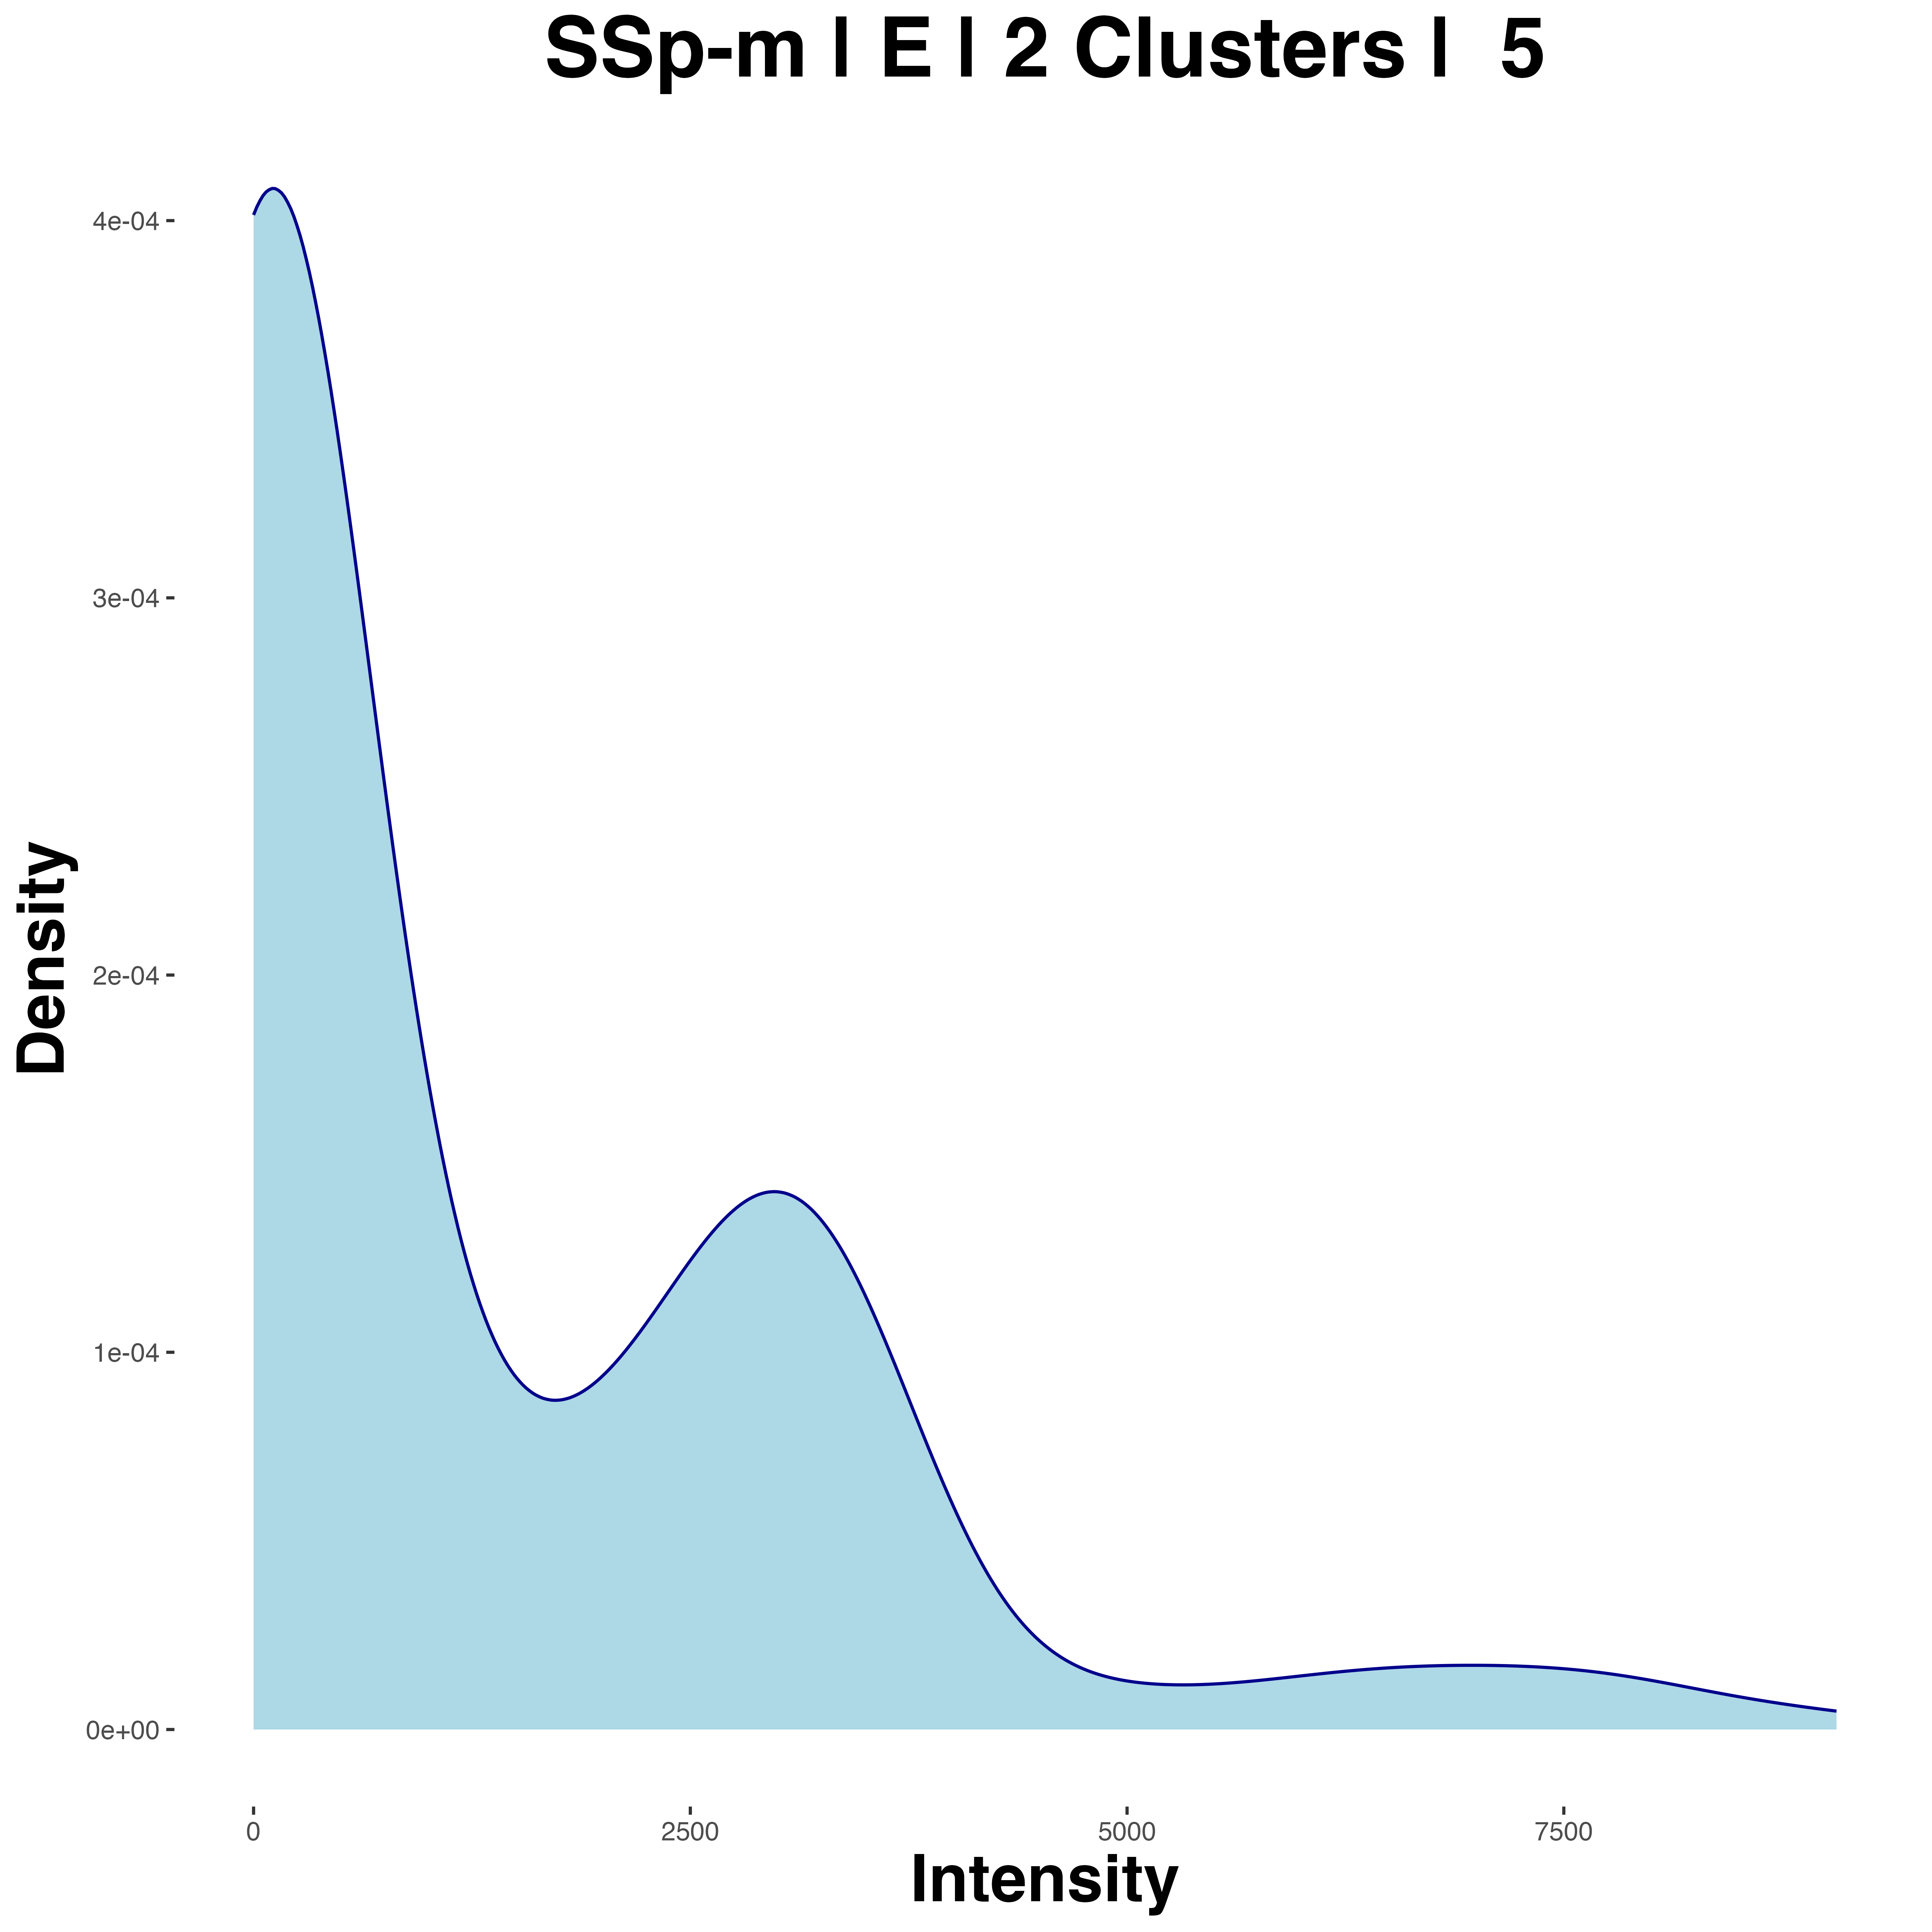 SSp-m | E | 2 Clusters | 5
Density
4e-04
3e-04
2e-04
1e-04
0e+00
0
2500
5000
7500
Intensity